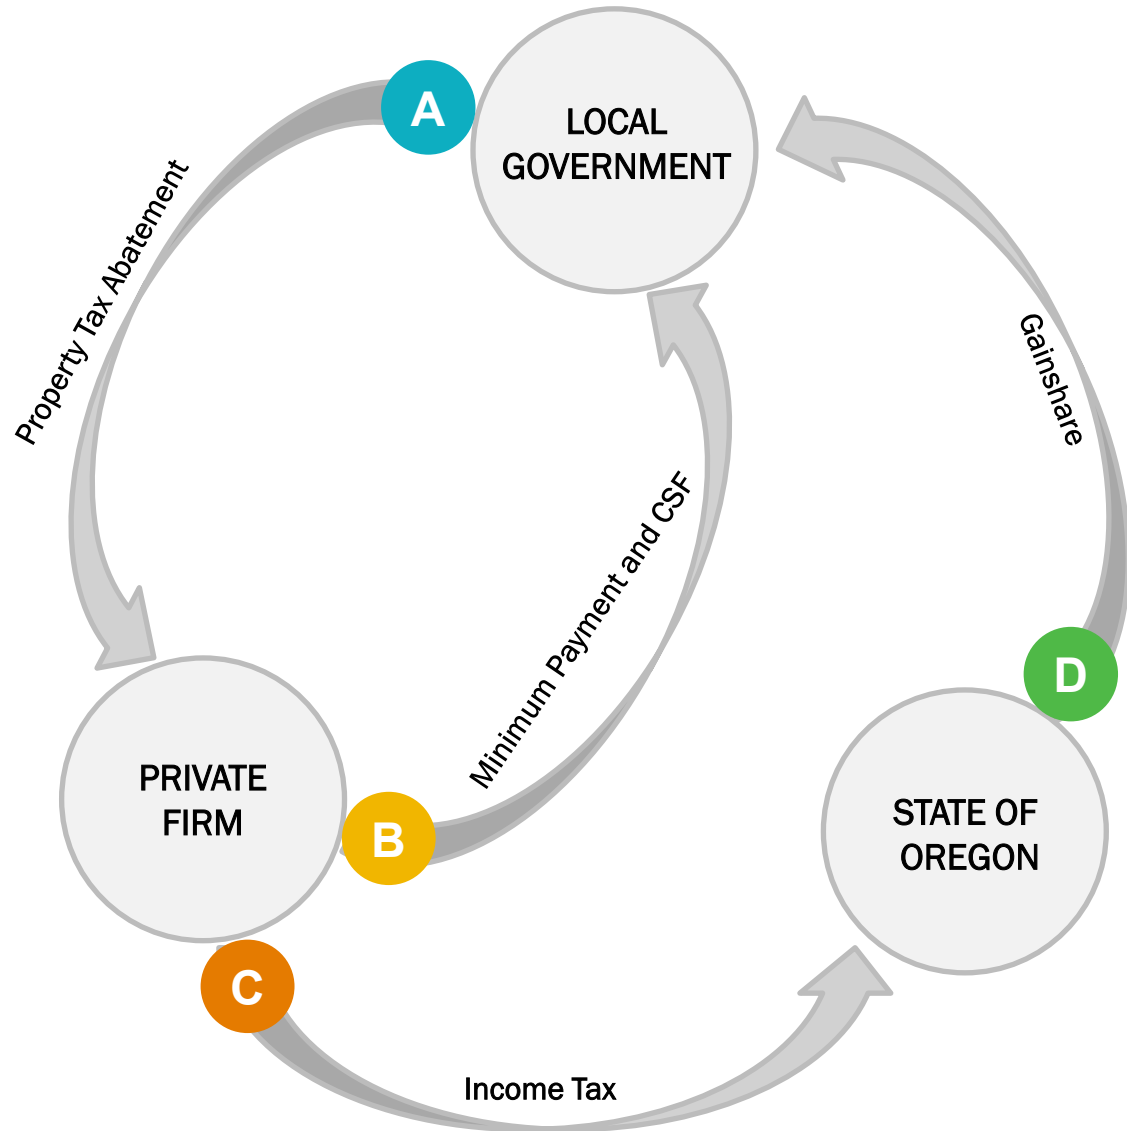 A
LOCAL
GOVERNMENT
Property Tax Abatement
Gainshare
Minimum Payment and CSF
D
PRIVATE
FIRM
B
STATE OF
OREGON
C
Income Tax